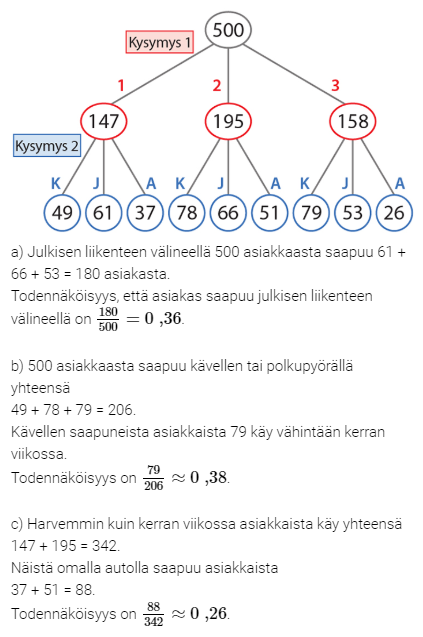 500
Kysymys 1
1 2 3
147 195 158
Kysymys 2
K J A K J A K J A
49 61 37 78 66 51 79 53 26
a) Julkisen liikenteen välineellä 500 asiakkaasta saapuu 61 +
66 + 53 = 180 asiakasta.
Todennäköisyys, että asiakas saapuu julkisen liikenteen
välineellä on 180/500 = 0 ,36.
b) 500 asiakkaasta saapuu kävellen tai polkupyörällä
yhteensä
49 + 78 + 79 = 206.
Kävellen saapuneista asiakkaista 79 käy vähintään kerran
viikossa.
Todennäköisyys on 79/206 ≈ 0 ,38.
c) Harvemmin kuin kerran viikossa asiakkaista käy yhteensä
147 + 195 = 342.
Näistä omalla autolla saapuu asiakkaista
37 + 51 = 88.
Todennäköisyys on 88/342 ≈ 0 ,26.